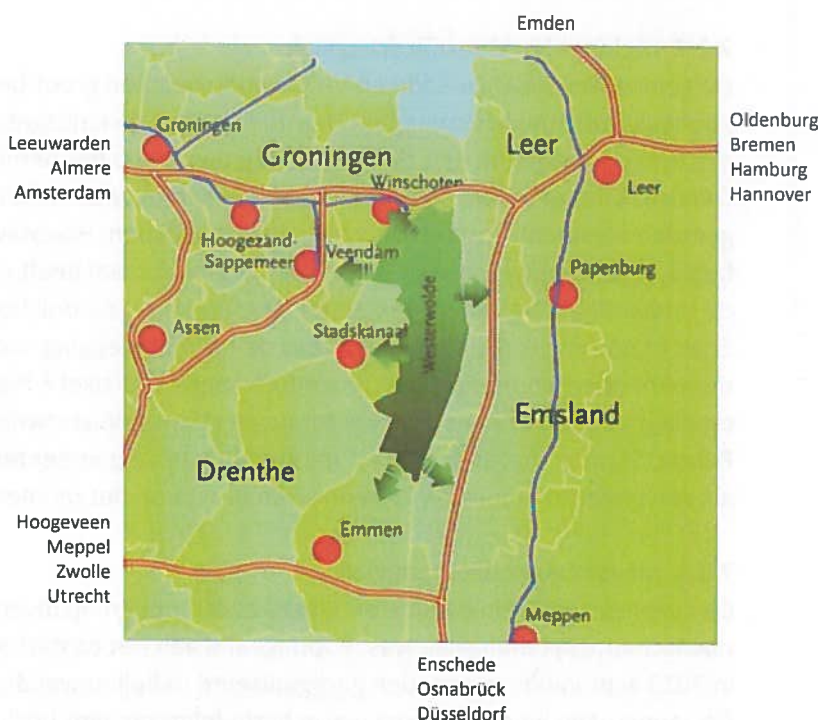 Emden
Leeuwarden
Almere
Amsterdam
Groningen
Groningen
Leer
Oldenburg
Bremen
Hamburg
Hannover
Winschoten
Leer
Hoogezand-
Sappemeer
Veendam
Papenburg
Assen
Stadskanaal
Westerwolde
Emsland
Drenthe
Hoogeveen
Meppel
Zwolle
Utrecht
Emmen
Meppen
Enschede
Osnabrück
Düsseldorf